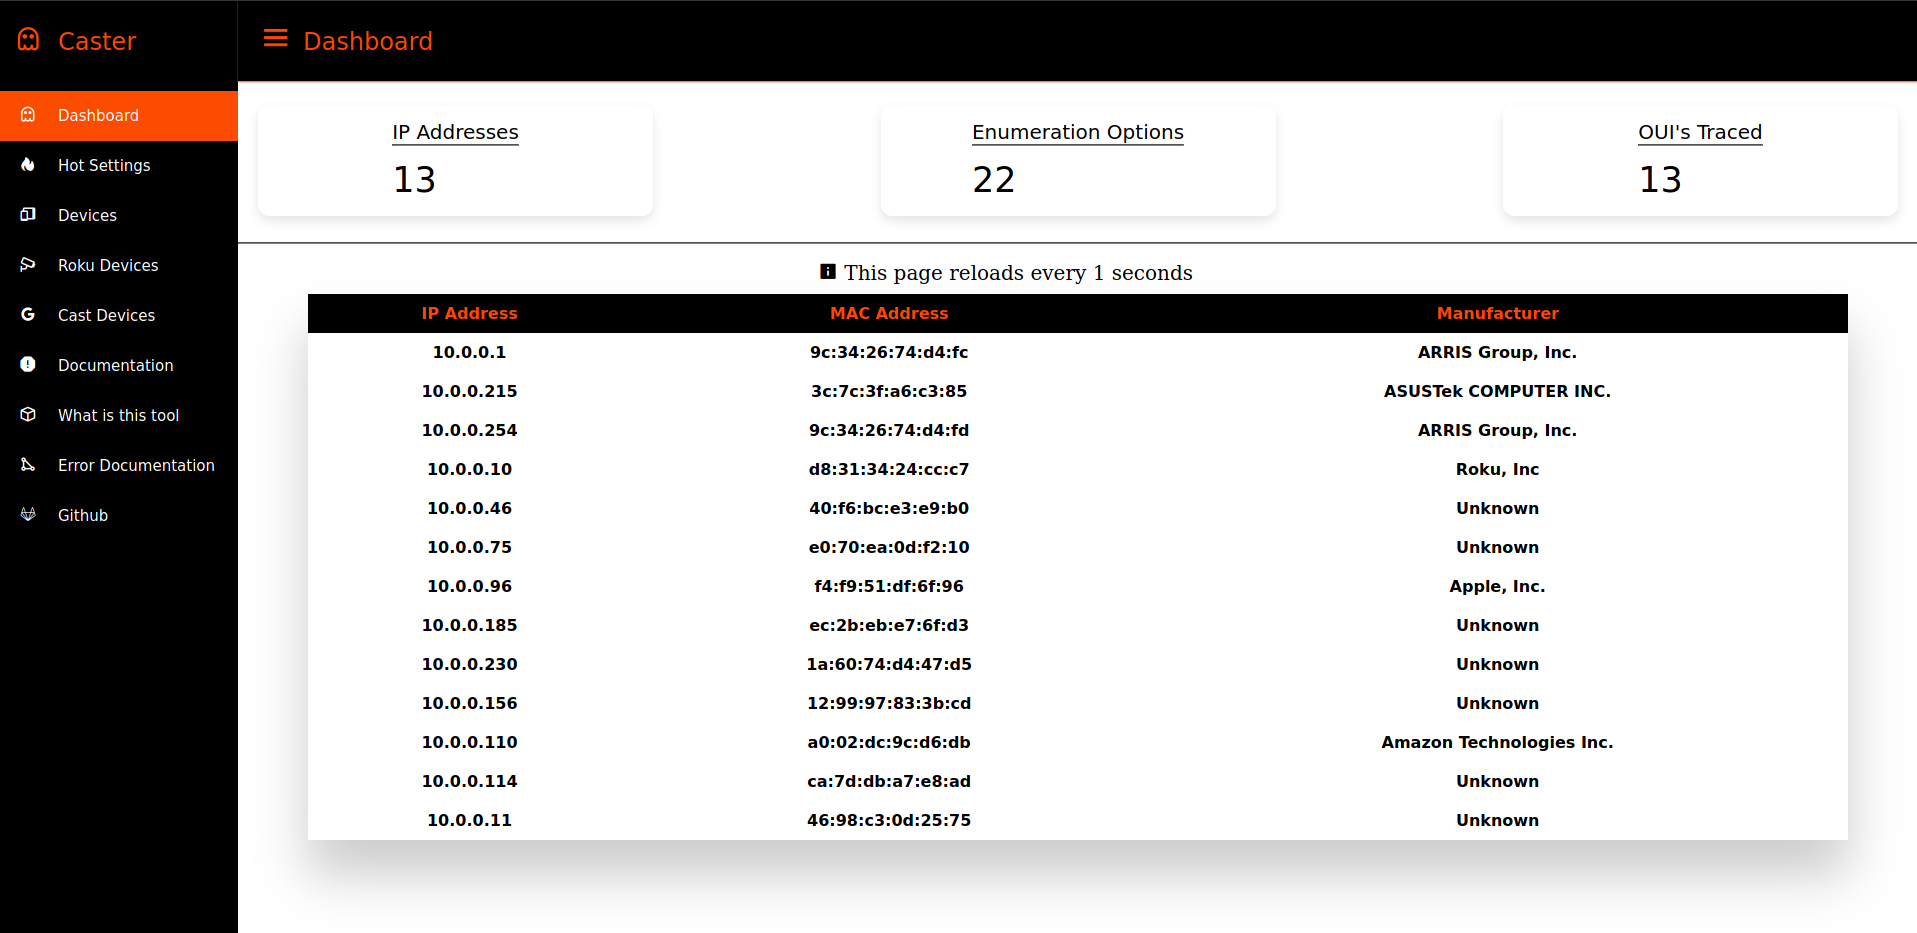 Caster
Dashboard
Dashboard
Hot Settings
Devices
Roku Devices
Cast Devices
Documentation
What is this tool
Error Documentation
Github
IP Addresses
13
Enumeration Options
22
OUI's Traced
13
This page reloads every 1 seconds
IP Address MAC Address Manufacturer
10.0.0.1 9c:34:26:74:d4:fc ARRIS Group, Inc.
10.0.0.215 3c:7c:3f:a6:c3:85 ASUSTek COMPUTER INC.
10.0.0.254 9c:34:26:74:d4:fd ARRIS Group, Inc.
10.0.0.10 d8:31:34:24:cc:c7 Roku, Inc
10.0.0.46 40:f6:bc:e3:e9:b0 Unknown
10.0.0.75 e0:70:ea:0d:f2:10 Unknown
10.0.0.96 f4:f9:51:df:6f:96 Apple, Inc.
10.0.0.185 ec:2b:eb:e7:6f:d3 Unknown
10.0.0.230 1a:60:74:d4:47:d5 Unknown
10.0.0.156 12:99:97:83:3b:cd Unknown
10.0.0.110 a0:02:dc:9c:d6:db Amazon Technologies Inc.
10.0.0.114 ca:7d:db:a7:e8:ad Unknown
10.0.0.11 46:98:c3:0d:25:75 Unknown